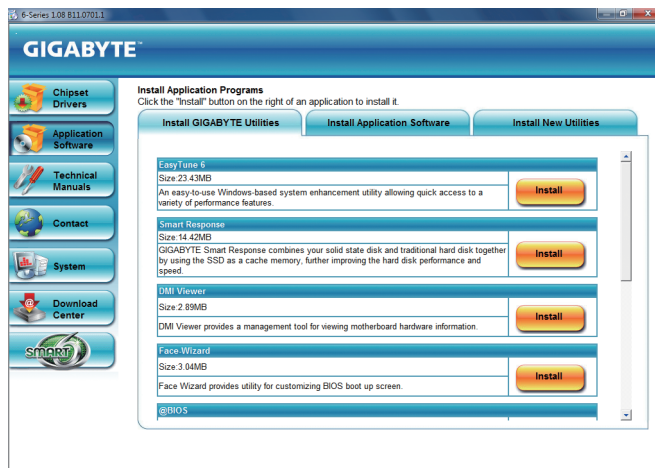 6-Series 1.08 B11.0701.1
GIGABYTE™
Chipset
Drivers
Application
Software
Technical
Manuals
Contact
System
Download
Center
SMART
Install Application Programs
Click the "Install" button on the right of an application to install it.
Install GIGABYTE Utilities
Install Application Software
Install New Utilities
EasyTune 6
Size:23.43MB
An easy-to-use Windows-based system enhancement utility allowing quick access to a
variety of performance features.
Install
Smart Response
Size:14.42MB
GIGABYTE Smart Response combines your solid state disk and traditional hard disk together
by using the SSD as a cache memory, further improving the hard disk performance and
speed.
Install
DMI Viewer
Size:2.89MB
DMI Viewer provides a management tool for viewing motherboard hardware information.
Install
Face-Wizard
Size:3.04MB
Face Wizard provides utility for customizing BIOS boot up screen.
Install
@BIOS